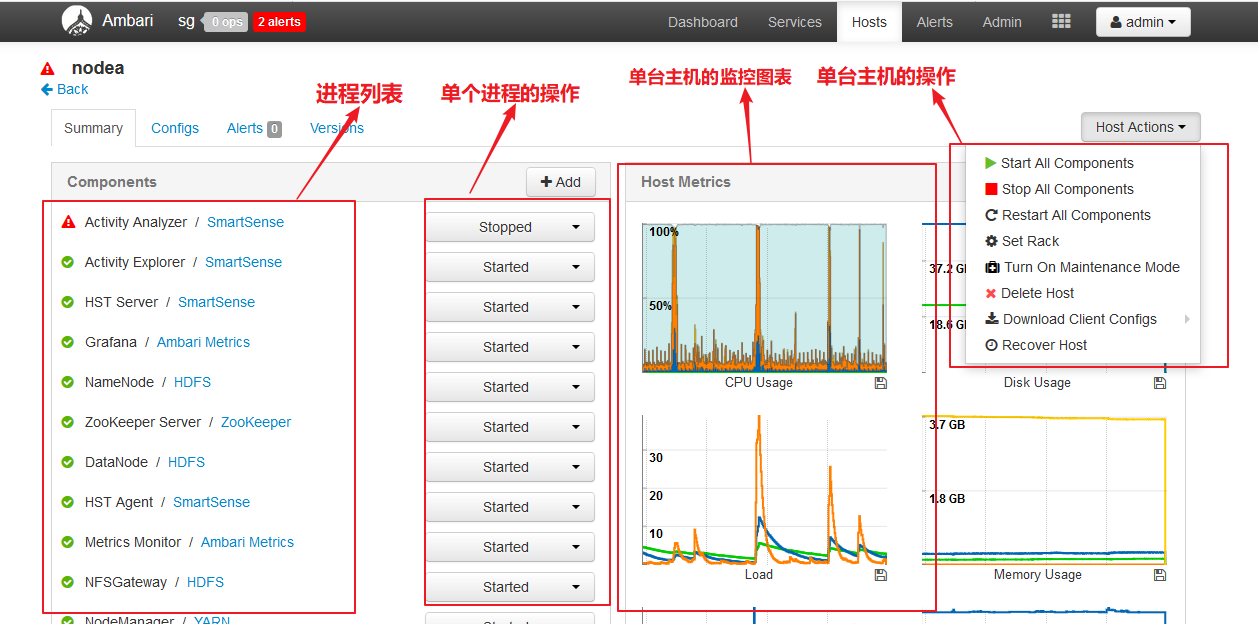 Ambari sg 0 ops 2 alerts Dashboard Services Hosts Alerts Admin admin
nodea
Back
进程列表 单个进程的操作 单台主机的监控图表 单台主机的操作
Summary Configs Alerts 0 Versions Host Actions
Components Add Host Metrics
Start All Components
Stop All Components
Restart All Components
Set Rack
Turn On Maintenance Mode
Delete Host
Download Client Configs
Recover Host
Activity Analyzer / SmartSense Stopped
Activity Explorer / SmartSense Started
HST Server / SmartSense Started
Grafana / Ambari Metrics Started
NameNode / HDFS Started
ZooKeeper Server / ZooKeeper Started
DataNode / HDFS Started
HST Agent / SmartSense Started
Metrics Monitor / Ambari Metrics Started
NFSGateway / HDFS Started
NodeManager / YARN Started
100%
50%
CPU Usage
37.2
18.6
Disk Usage
30
20
10
Load
3.7 GB
1.8 GB
Memory Usage